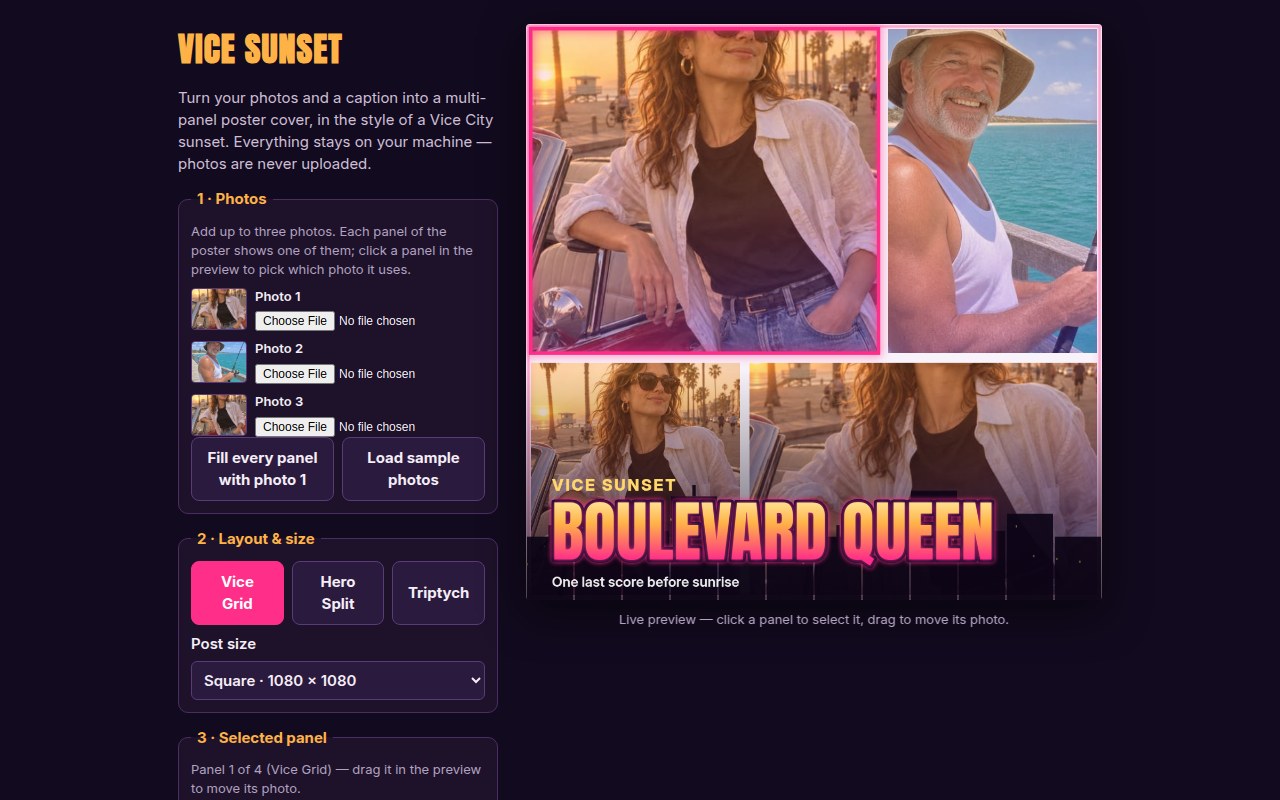 VICE SUNSET
Turn your photos and a caption into a multi-
panel poster cover, in the style of a Vice City
sunset. Everything stays on your machine —
photos are never uploaded.
1 · Photos
Add up to three photos. Each panel of the
poster shows one of them; click a panel in the
preview to pick which photo it uses.
Photo 1
Choose File No file chosen
Photo 2
Choose File No file chosen
Photo 3
Choose File No file chosen
Fill every panel
with photo 1
Load sample
photos
2 · Layout & size
Vice
Grid
Hero
Split
Triptych
Post size
Square · 1080 × 1080
3 · Selected panel
Panel 1 of 4 (Vice Grid) — drag it in the preview
to move its photo.
VICE SUNSET
BOULEVARD QUEEN
One last score before sunrise
Live preview — click a panel to select it, drag to move its photo.